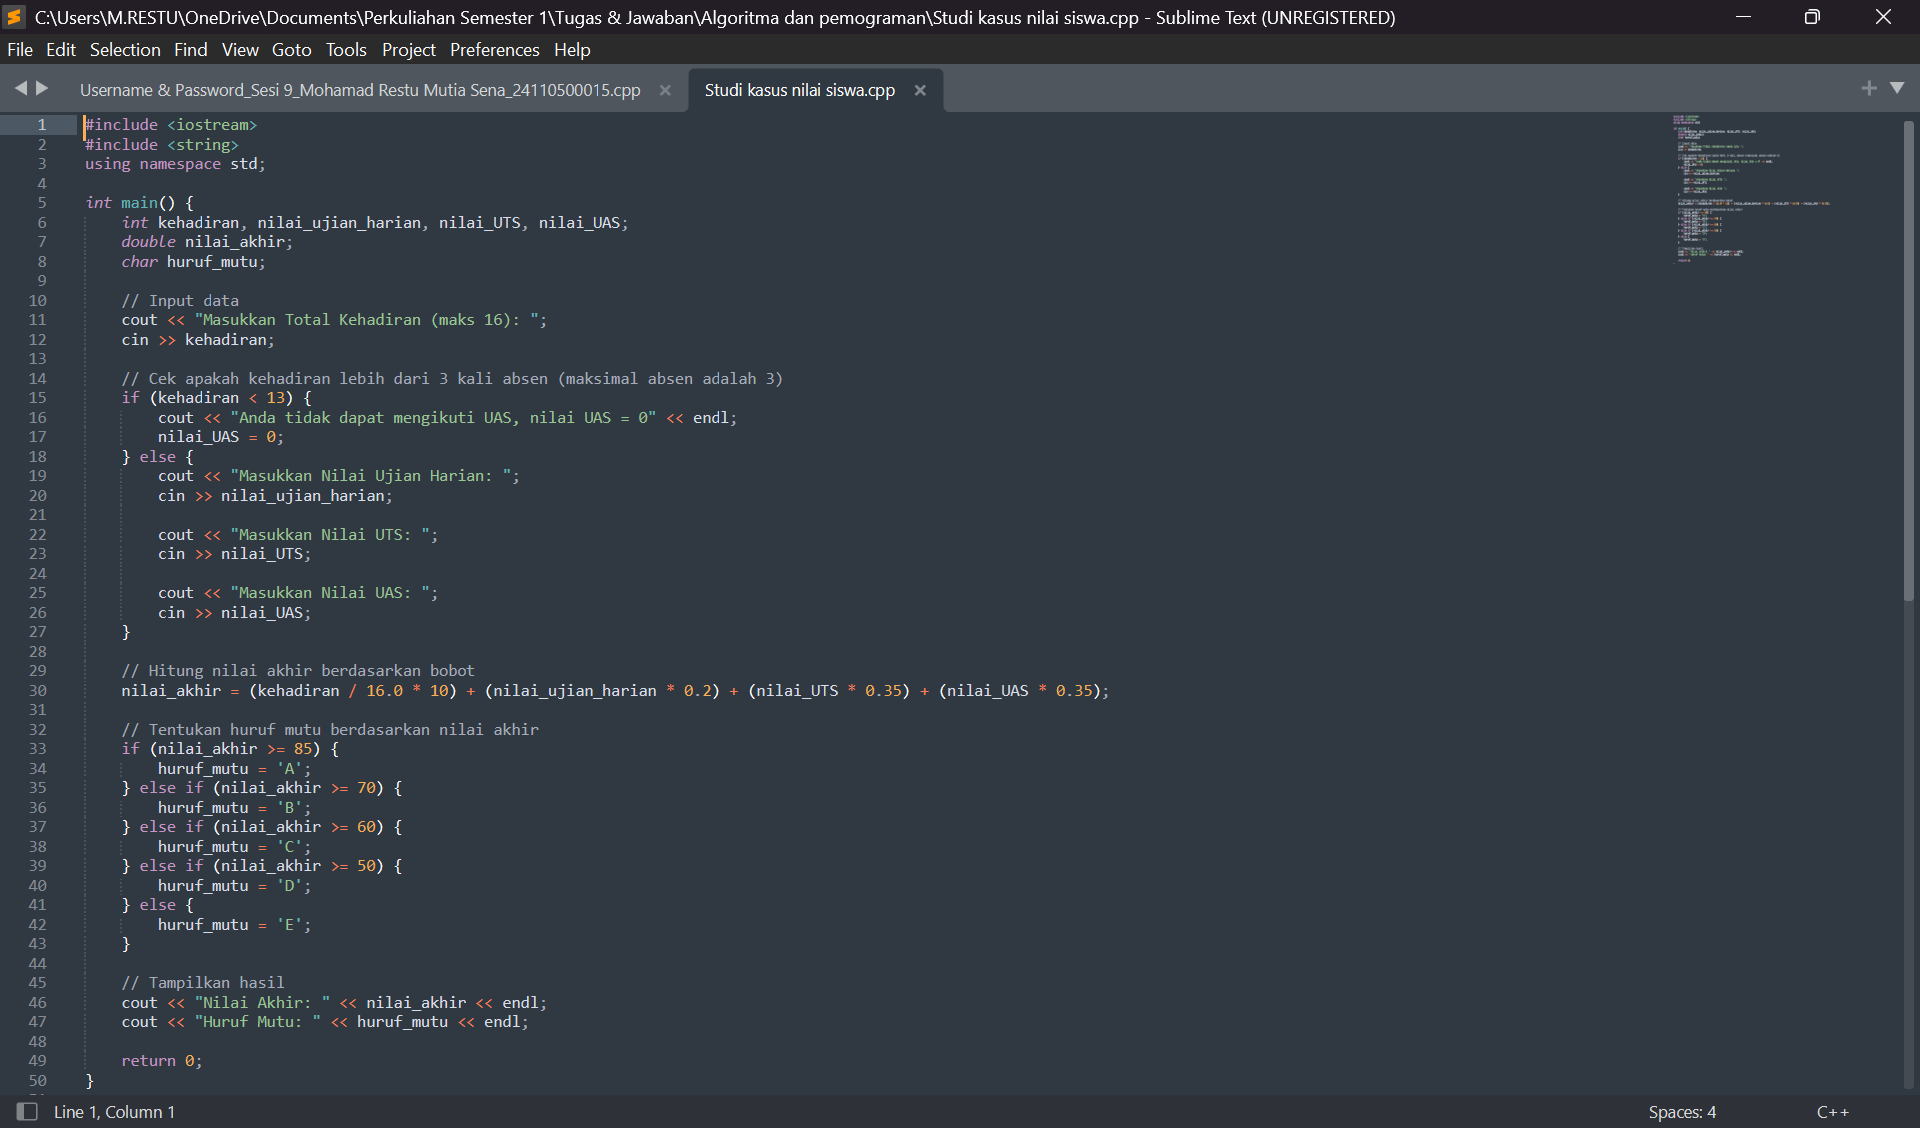 C:\Users\M.RESTU\OneDrive\Documents\Perkuliahan Semester 1\Tugas & Jawaban\Algoritma dan pemograman\Studi kasus nilai siswa.cpp - Sublime Text (UNREGISTERED)
File Edit Selection Find View Goto Tools Project Preferences Help
Username & Password_Sesi 9_Mohamad Restu Mutia Sena_24110500015.cpp × Studi kasus nilai siswa.cpp ×
1 #include <iostream>
2 #include <string>
3 using namespace std;
4
5 int main() {
6     int kehadiran, nilai_ujian_harian, nilai_UTS, nilai_UAS;
7     double nilai_akhir;
8     char huruf_mutu;
9
10     // Input data
11     cout << "Masukkan Total Kehadiran (maks 16): ";
12     cin >> kehadiran;
13
14     // Cek apakah kehadiran lebih dari 3 kali absen (maksimal absen adalah 3)
15     if (kehadiran < 13) {
16         cout << "Anda tidak dapat mengikuti UAS, nilai UAS = 0" << endl;
17         nilai_UAS = 0;
18     } else {
19         cout << "Masukkan Nilai Ujian Harian: ";
20         cin >> nilai_ujian_harian;
21
22         cout << "Masukkan Nilai UTS: ";
23         cin >> nilai_UTS;
24
25         cout << "Masukkan Nilai UAS: ";
26         cin >> nilai_UAS;
27     }
28
29     // Hitung nilai akhir berdasarkan bobot
30     nilai_akhir = (kehadiran / 16.0 * 10) + (nilai_ujian_harian * 0.2) + (nilai_UTS * 0.35) + (nilai_UAS * 0.35);
31
32     // Tentukan huruf mutu berdasarkan nilai akhir
33     if (nilai_akhir >= 85) {
34         huruf_mutu = 'A';
35     } else if (nilai_akhir >= 70) {
36         huruf_mutu = 'B';
37     } else if (nilai_akhir >= 60) {
38         huruf_mutu = 'C';
39     } else if (nilai_akhir >= 50) {
40         huruf_mutu = 'D';
41     } else {
42         huruf_mutu = 'E';
43     }
44
45     // Tampilkan hasil
46     cout << "Nilai Akhir: " << nilai_akhir << endl;
47     cout << "Huruf Mutu: " << huruf_mutu << endl;
48
49     return 0;
50 }
Line 1, Column 1 Spaces: 4 C++